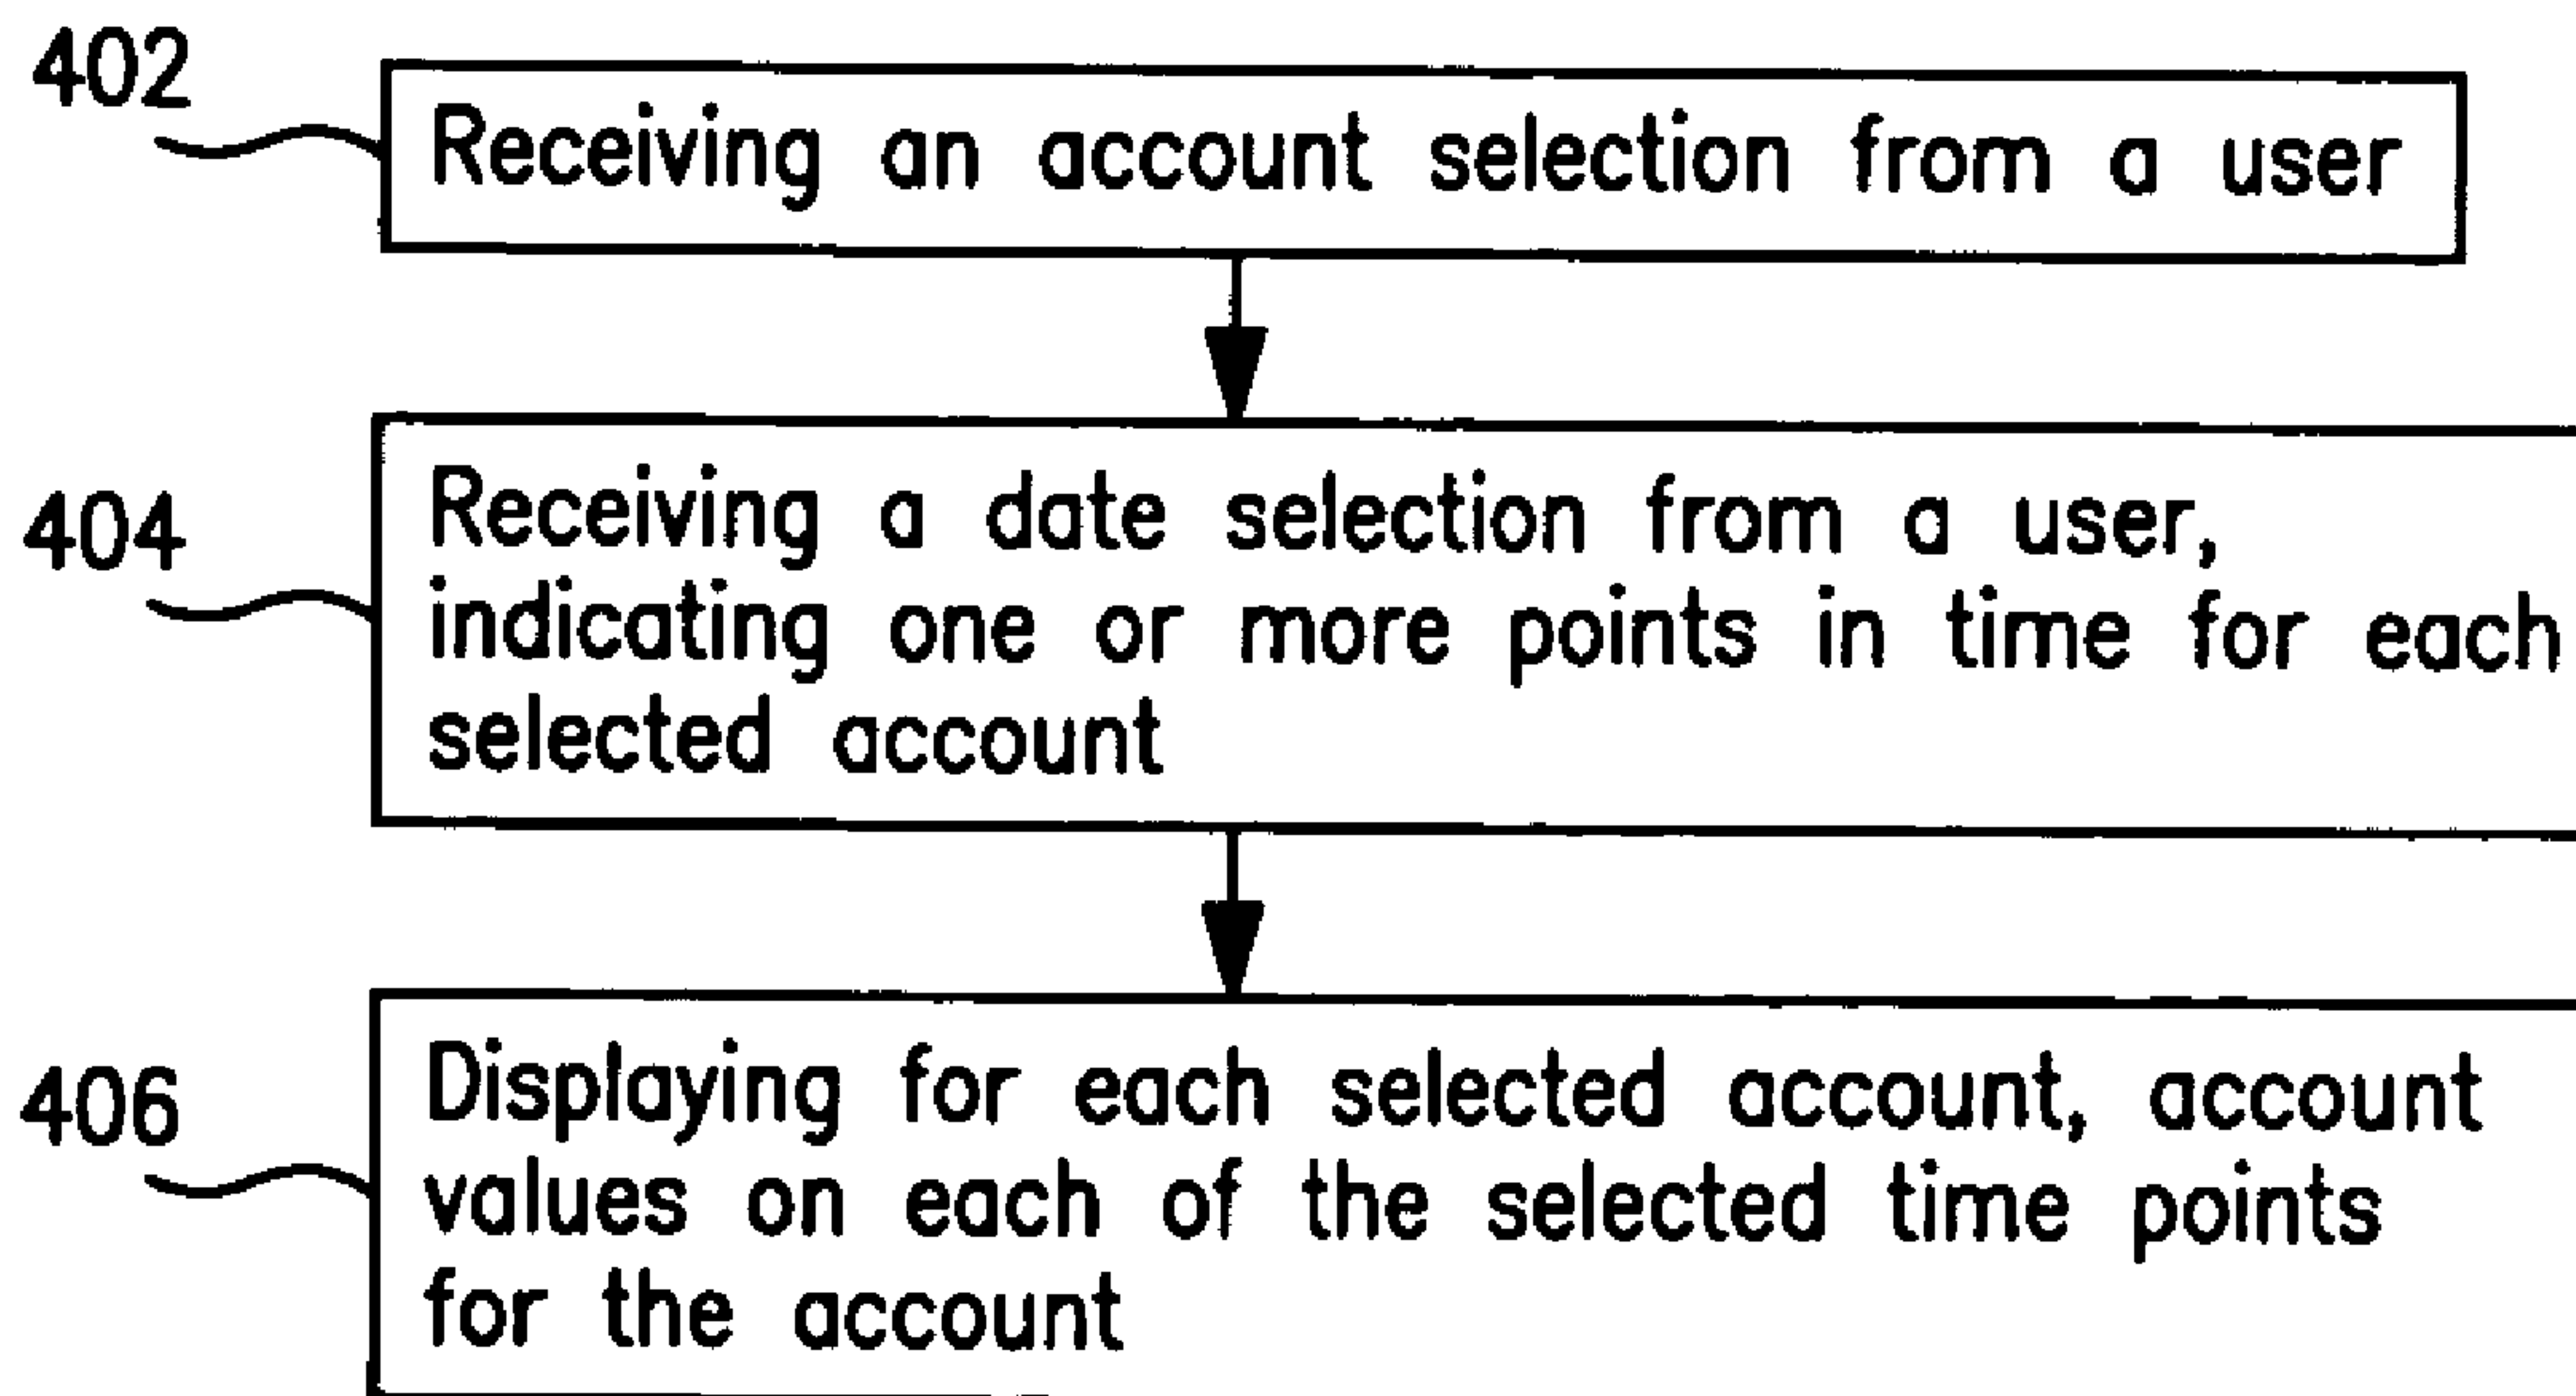 402
Receiving an account selection from a user
404
Receiving a date selection from a user,
indicating one or more points in time for each
selected account
406
Displaying for each selected account, account
values on each of the selected time points
for the account